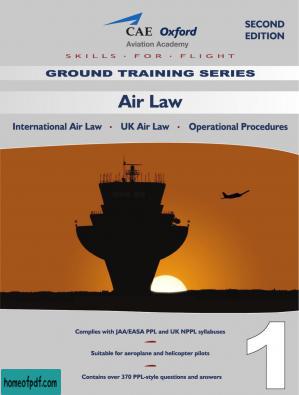 CAE Oxford
Aviation Academy
SECOND
EDITION
SKILLS · FOR · FLIGHT
GROUND TRAINING SERIES
Air Law
International Air Law · UK Air Law · Operational Procedures
Complies with JAA/EASA PPL and UK NPPL syllabuses
Suitable for aeroplane and helicopter pilots
Contains over 370 PPL-style questions and answers
1
homeofpdf.com